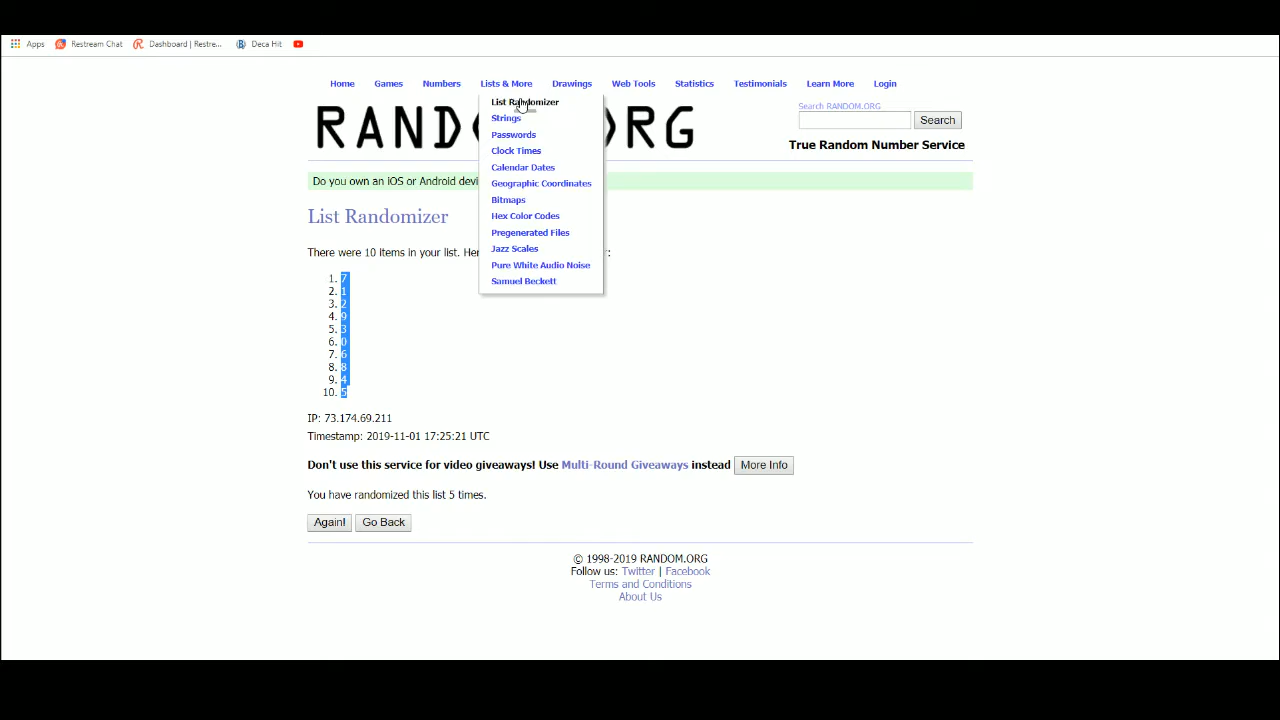 Apps Restream Chat Dashboard | Restre... Deca Hit
Home Games Numbers Lists & More Drawings Web Tools Statistics Testimonials Learn More Login
List Randomizer
Strings
Passwords
Clock Times
Calendar Dates
Geographic Coordinates
Bitmaps
Hex Color Codes
Pregenerated Files
Jazz Scales
Pure White Audio Noise
Samuel Beckett
Search RANDOM.ORG
Search
True Random Number Service
Do you own an iOS or Android devi
List Randomizer
There were 10 items in your list. Her
1. 7
2. 1
3. 2
4. 9
5. 3
6. 0
7. 6
8. 8
9. 4
10. 5
IP: 73.174.69.211
Timestamp: 2019-11-01 17:25:21 UTC
Don't use this service for video giveaways! Use Multi-Round Giveaways instead More Info
You have randomized this list 5 times.
Again! Go Back
© 1998-2019 RANDOM.ORG
Follow us: Twitter | Facebook
Terms and Conditions
About Us